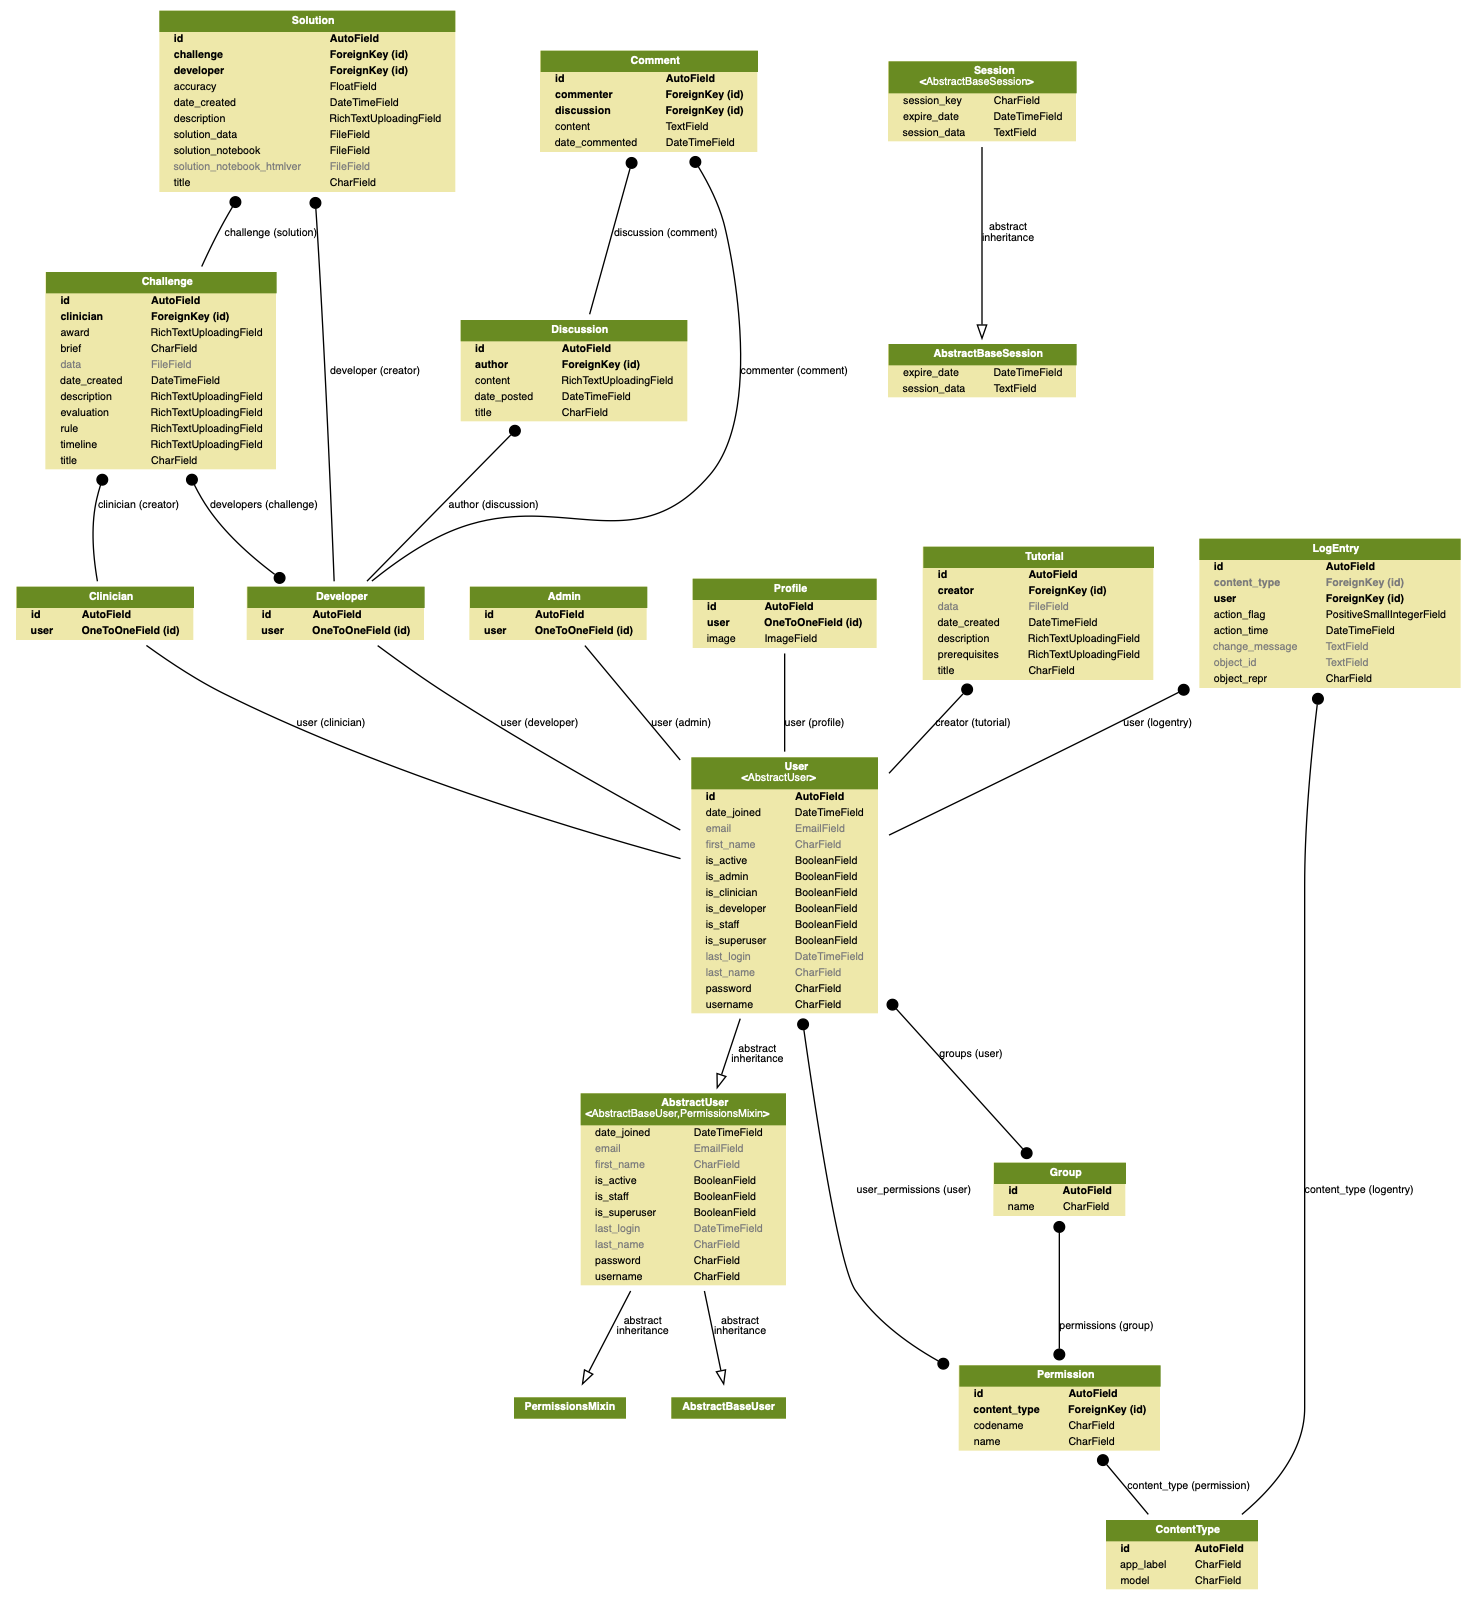 Solution
id AutoField
challenge ForeignKey (id)
developer ForeignKey (id)
accuracy FloatField
date_created DateTimeField
description RichTextUploadingField
solution_data FileField
solution_notebook FileField
solution_notebook_htmlver FileField
title CharField
Comment
id AutoField
commenter ForeignKey (id)
discussion ForeignKey (id)
content TextField
date_commented DateTimeField
Session
<AbstractBaseSession>
session_key CharField
expire_date DateTimeField
session_data TextField
challenge (solution)
discussion (comment)
abstract
inheritance
Challenge
id AutoField
clinician ForeignKey (id)
award RichTextUploadingField
brief CharField
data FileField
date_created DateTimeField
description RichTextUploadingField
evaluation RichTextUploadingField
rule RichTextUploadingField
timeline RichTextUploadingField
title CharField
developer (creator)
Discussion
id AutoField
author ForeignKey (id)
content RichTextUploadingField
date_posted DateTimeField
title CharField
commenter (comment)
AbstractBaseSession
expire_date DateTimeField
session_data TextField
clinician (creator)
developers (challenge)
author (discussion)
Clinician
id AutoField
user OneToOneField (id)
Developer
id AutoField
user OneToOneField (id)
Admin
id AutoField
user OneToOneField (id)
Profile
id AutoField
user OneToOneField (id)
image ImageField
Tutorial
id AutoField
creator ForeignKey (id)
data FileField
date_created DateTimeField
description RichTextUploadingField
prerequisites RichTextUploadingField
title CharField
LogEntry
id AutoField
content_type ForeignKey (id)
user ForeignKey (id)
action_flag PositiveSmallIntegerField
action_time DateTimeField
change_message TextField
object_id TextField
object_repr CharField
user (clinician)
user (developer)
user (admin)
user (profile)
creator (tutorial)
user (logentry)
User
<AbstractUser>
id AutoField
date_joined DateTimeField
email EmailField
first_name CharField
is_active BooleanField
is_admin BooleanField
is_clinician BooleanField
is_developer BooleanField
is_staff BooleanField
is_superuser BooleanField
last_login DateTimeField
last_name CharField
password CharField
username CharField
abstract
inheritance
groups (user)
AbstractUser
<AbstractBaseUser,PermissionsMixin>
date_joined DateTimeField
email EmailField
first_name CharField
is_active BooleanField
is_staff BooleanField
is_superuser BooleanField
last_login DateTimeField
last_name CharField
password CharField
username CharField
user_permissions (user)
Group
id AutoField
name CharField
content_type (logentry)
abstract
inheritance
abstract
inheritance
permissions (group)
PermissionsMixin
AbstractBaseUser
Permission
id AutoField
content_type ForeignKey (id)
codename CharField
name CharField
content_type (permission)
ContentType
id AutoField
app_label CharField
model CharField